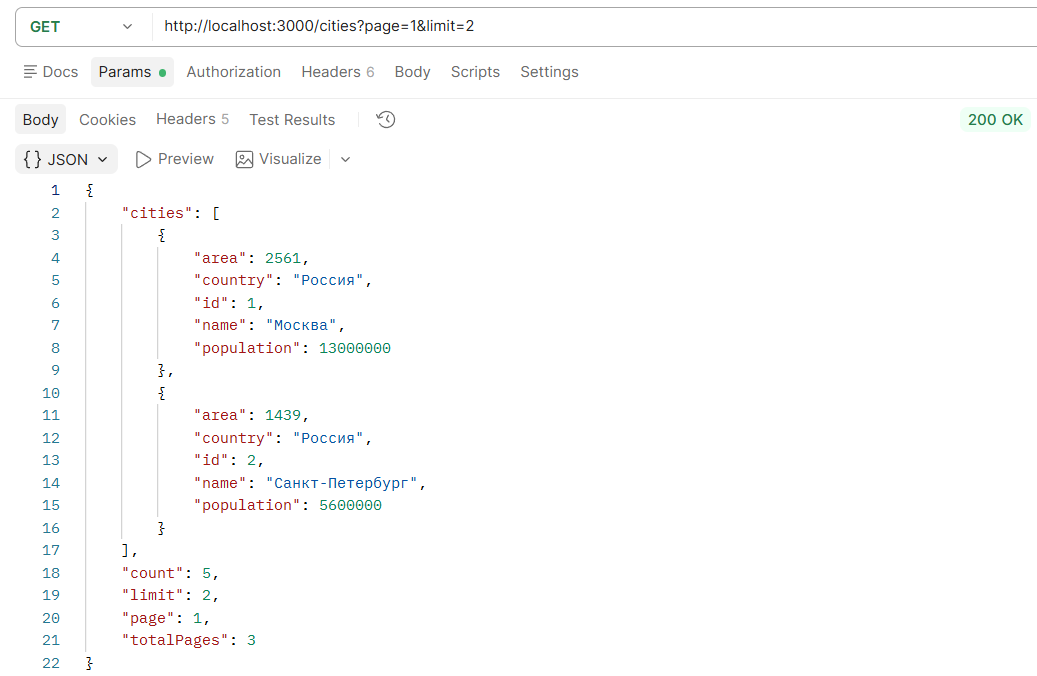 GET http://localhost:3000/cities?page=1&limit=2
Docs Params Authorization Headers 6 Body Scripts Settings
Body Cookies Headers 5 Test Results 200 OK
{} JSON Preview Visualize
1 {
2 "cities": [
3 {
4 "area": 2561,
5 "country": "Россия",
6 "id": 1,
7 "name": "Москва",
8 "population": 13000000
9 },
10 {
11 "area": 1439,
12 "country": "Россия",
13 "id": 2,
14 "name": "Санкт-Петербург",
15 "population": 5600000
16 }
17 ],
18 "count": 5,
19 "limit": 2,
20 "page": 1,
21 "totalPages": 3
22 }